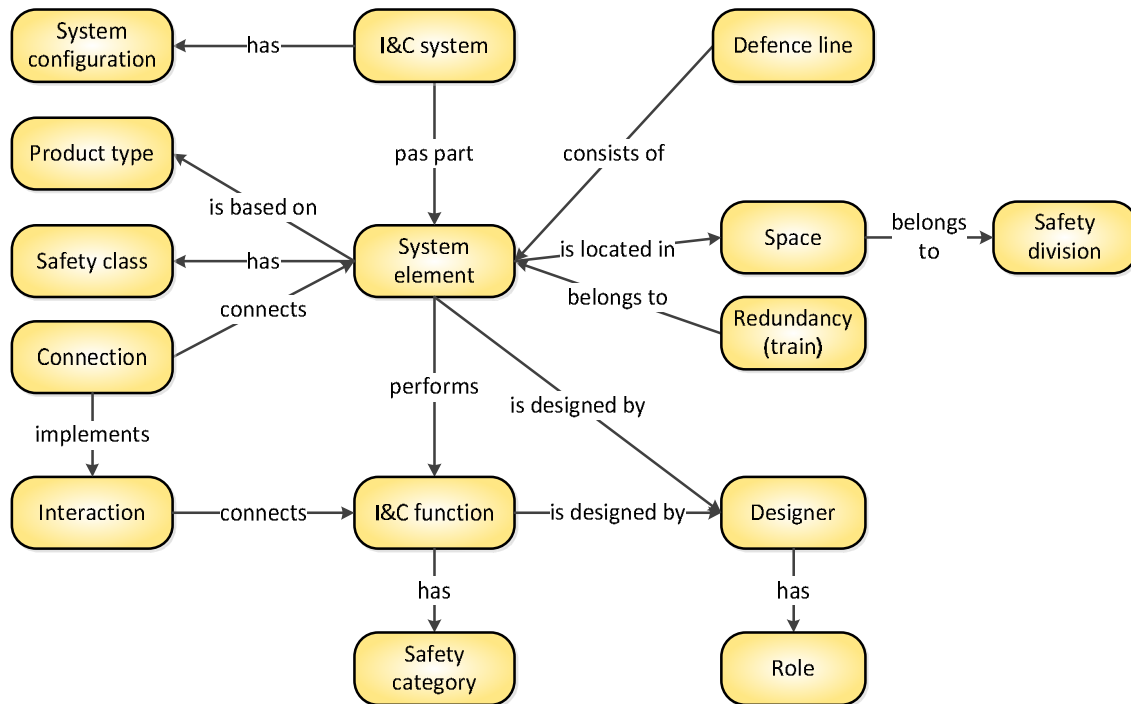 System
configuration
has
I&C system
Defence line
Product type
pas part
consists of
is based on
Safety class
has
System
element
is located in
Space
belongs
to
Safety
division
connects
belongs to
Connection
Redundancy
(train)
performs
is designed by
implements
Interaction
connects
I&C function
is designed by
Designer
has
has
Safety
category
Role